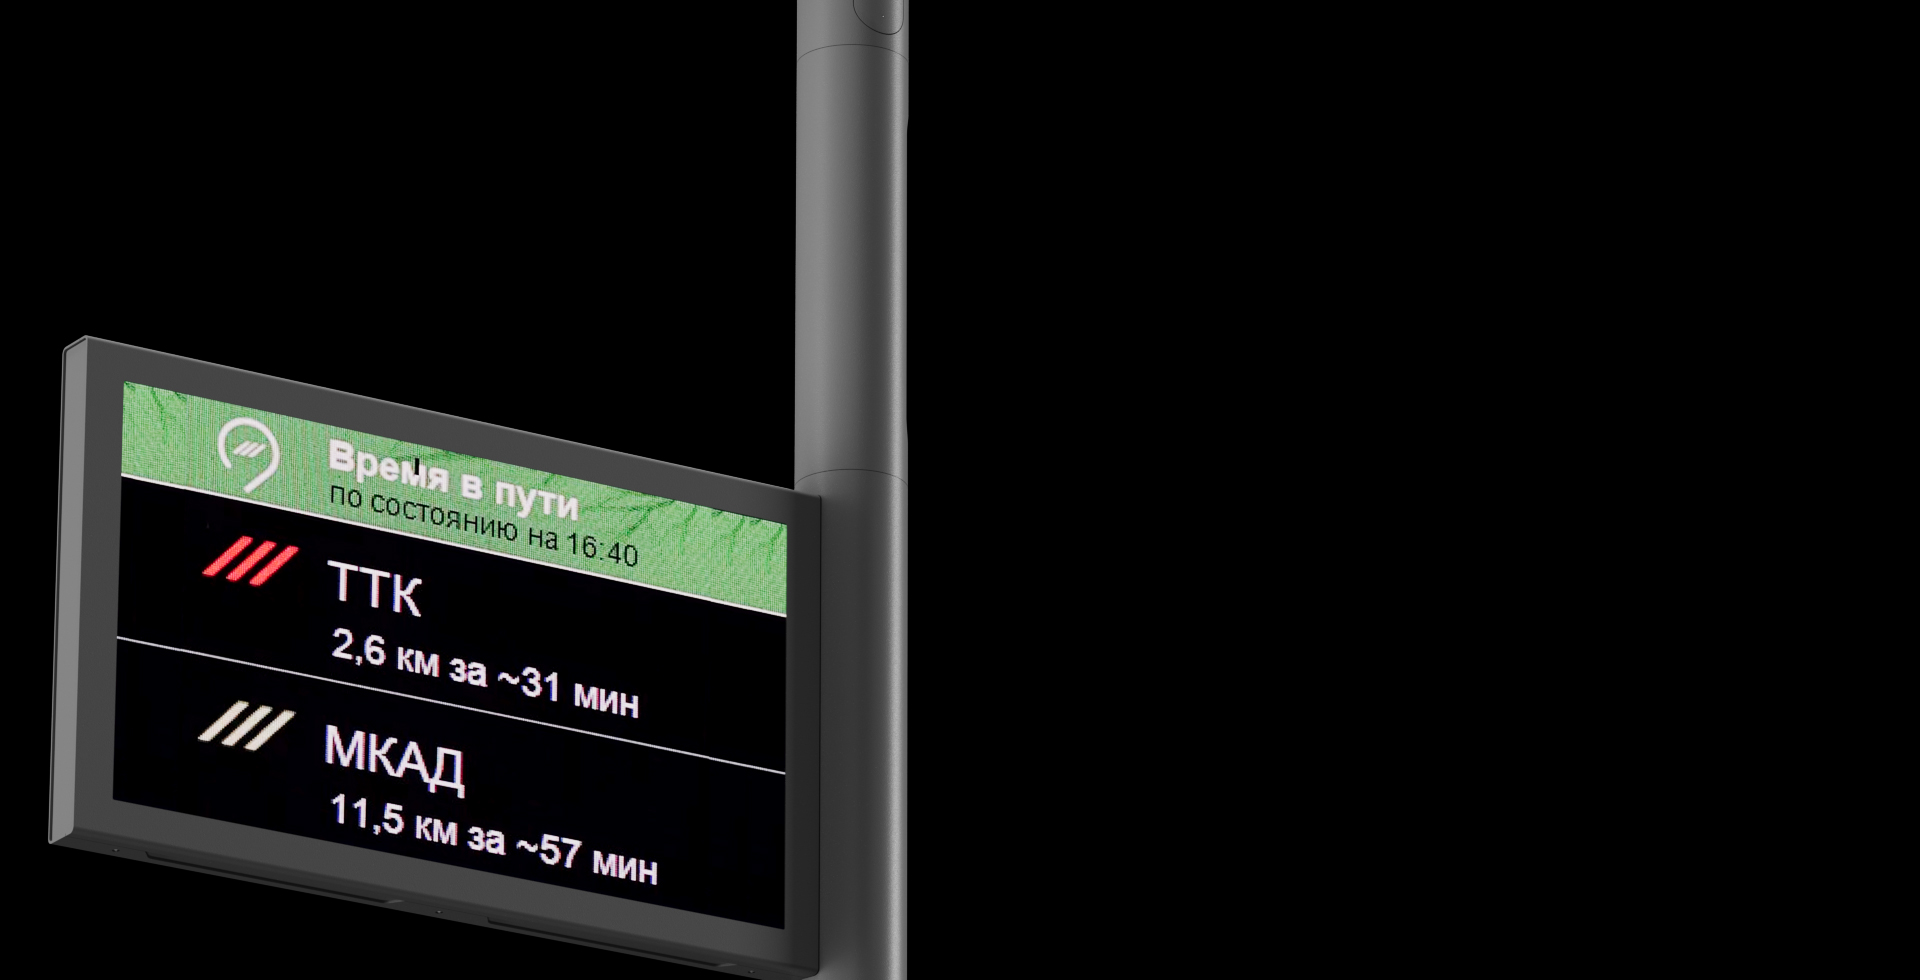 Время в пути
по состоянию на 16:40
ТТК
2,6 км за ~31 мин
МКАД
11,5 км за ~57 мин